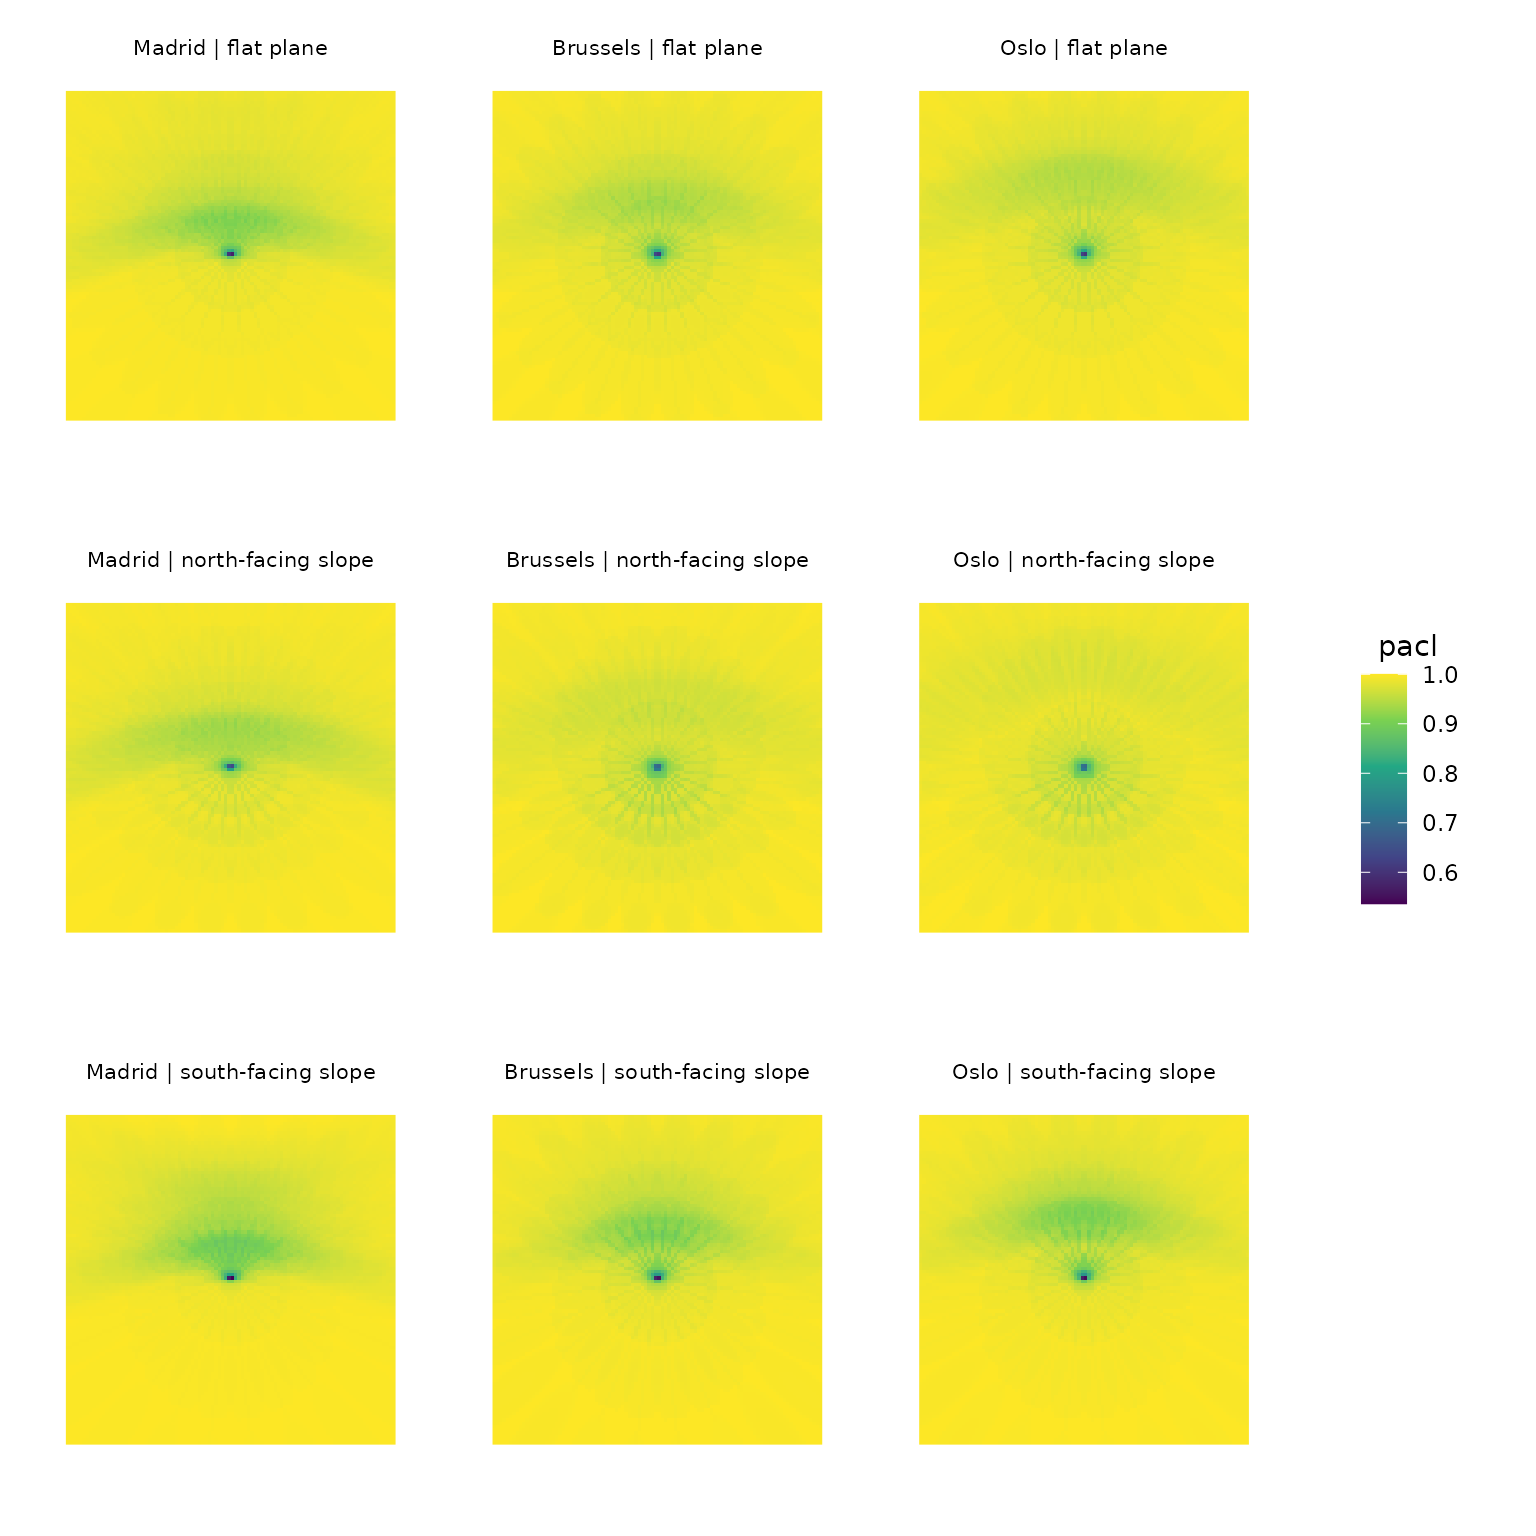 Madrid | flat plane
Brussels | flat plane
Oslo | flat plane
Madrid | north-facing slope
Brussels | north-facing slope
Oslo | north-facing slope
pacl
1.0
0.9
0.8
0.7
0.6
Madrid | south-facing slope
Brussels | south-facing slope
Oslo | south-facing slope